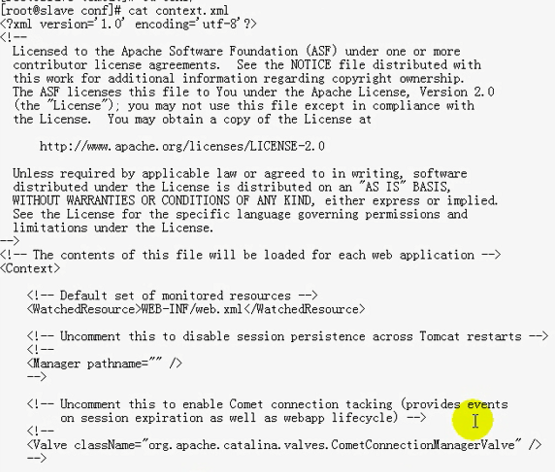 [root@slave conf]# cat context.xml
<?xml version='1.0' encoding='utf-8'?>
<!--
  Licensed to the Apache Software Foundation (ASF) under one or more
  contributor license agreements.  See the NOTICE file distributed with
  this work for additional information regarding copyright ownership.
  The ASF licenses this file to You under the Apache License, Version 2.0
  (the "License"); you may not use this file except in compliance with
  the License.  You may obtain a copy of the License at

      http://www.apache.org/licenses/LICENSE-2.0

  Unless required by applicable law or agreed to in writing, software
  distributed under the License is distributed on an "AS IS" BASIS,
  WITHOUT WARRANTIES OR CONDITIONS OF ANY KIND, either express or implied.
  See the License for the specific language governing permissions and
  limitations under the License.
-->
<!-- The contents of this file will be loaded for each web application -->
<Context>

    <!-- Default set of monitored resources -->
    <WatchedResource>WEB-INF/web.xml</WatchedResource>

    <!-- Uncomment this to disable session persistence across Tomcat restarts -->
    <!--
    <Manager pathname="" />
    -->

    <!-- Uncomment this to enable Comet connection tacking (provides events
         on session expiration as well as webapp lifecycle) -->
    <!--
    <Valve className="org.apache.catalina.valves.CometConnectionManagerValve" />
    -->